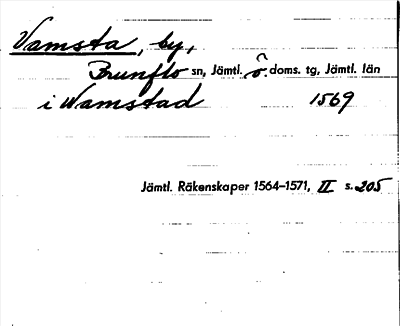 Vamsta, by,
Brunflo sn, Jämtl. ö. doms. tg, Jämtl. län
i Wamstad 1569
Jämtl. Räkenskaper 1564–1571, II s. 205